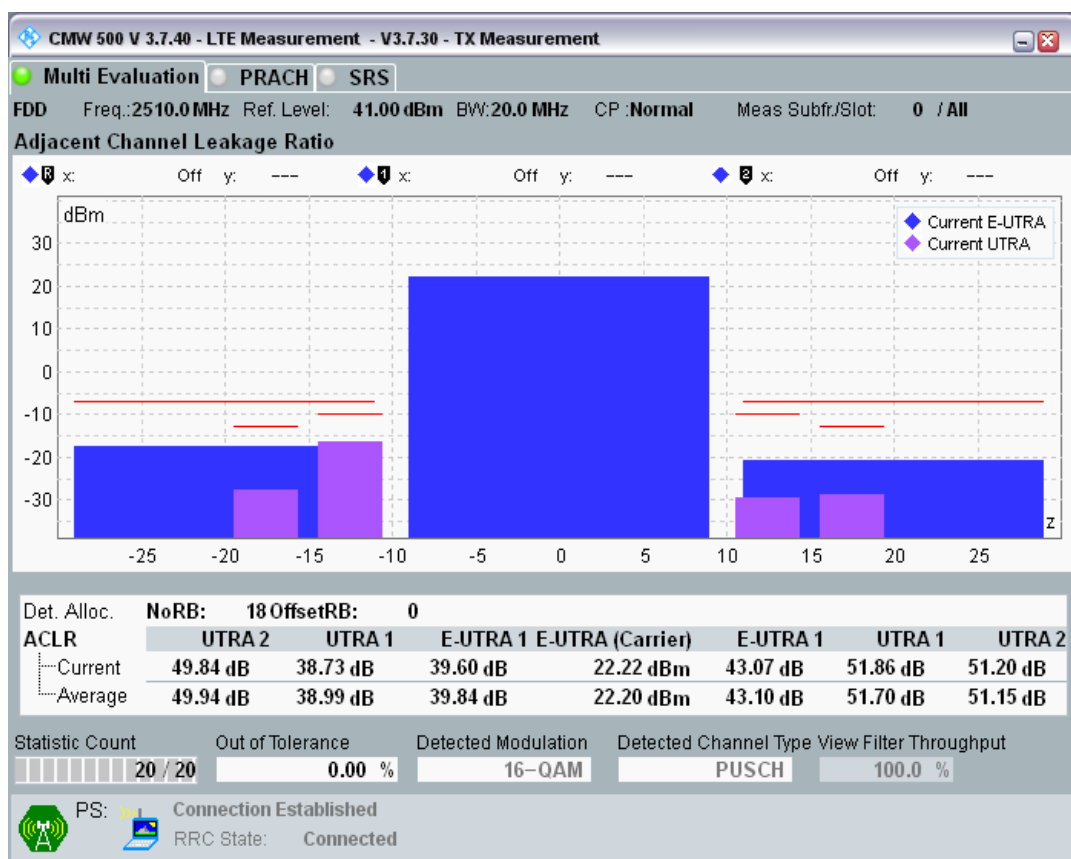 CMW 500 V 3.7.40 - LTE Measurement - V3.7.30 - TX Measurement
Multi Evaluation PRACH SRS
FDD Freq.:2510.0 MHz Ref. Level: 41.00 dBm BW:20.0 MHz CP :Normal Meas Subfr./Slot: 0 / All
Adjacent Channel Leakage Ratio
R x: Off y: --- 1 x: Off y: --- 2 x: Off y: ---
dBm
Current E-UTRA
Current UTRA
30
20
10
0
-10
-20
-30
z
-25 -20 -15 -10 -5 0 5 10 15 20 25
Det. Alloc. NoRB: 18 OffsetRB: 0
ACLR UTRA 2 UTRA 1 E-UTRA 1 E-UTRA (Carrier) E-UTRA 1 UTRA 1 UTRA 2
Current 49.84 dB 38.73 dB 39.60 dB 22.22 dBm 43.07 dB 51.86 dB 51.20 dB
Average 49.94 dB 38.99 dB 39.84 dB 22.20 dBm 43.10 dB 51.70 dB 51.15 dB
Statistic Count Out of Tolerance Detected Modulation Detected Channel Type View Filter Throughput
20 / 20 0.00 % 16-QAM PUSCH 100.0 %
PS: Connection Established
RRC State: Connected